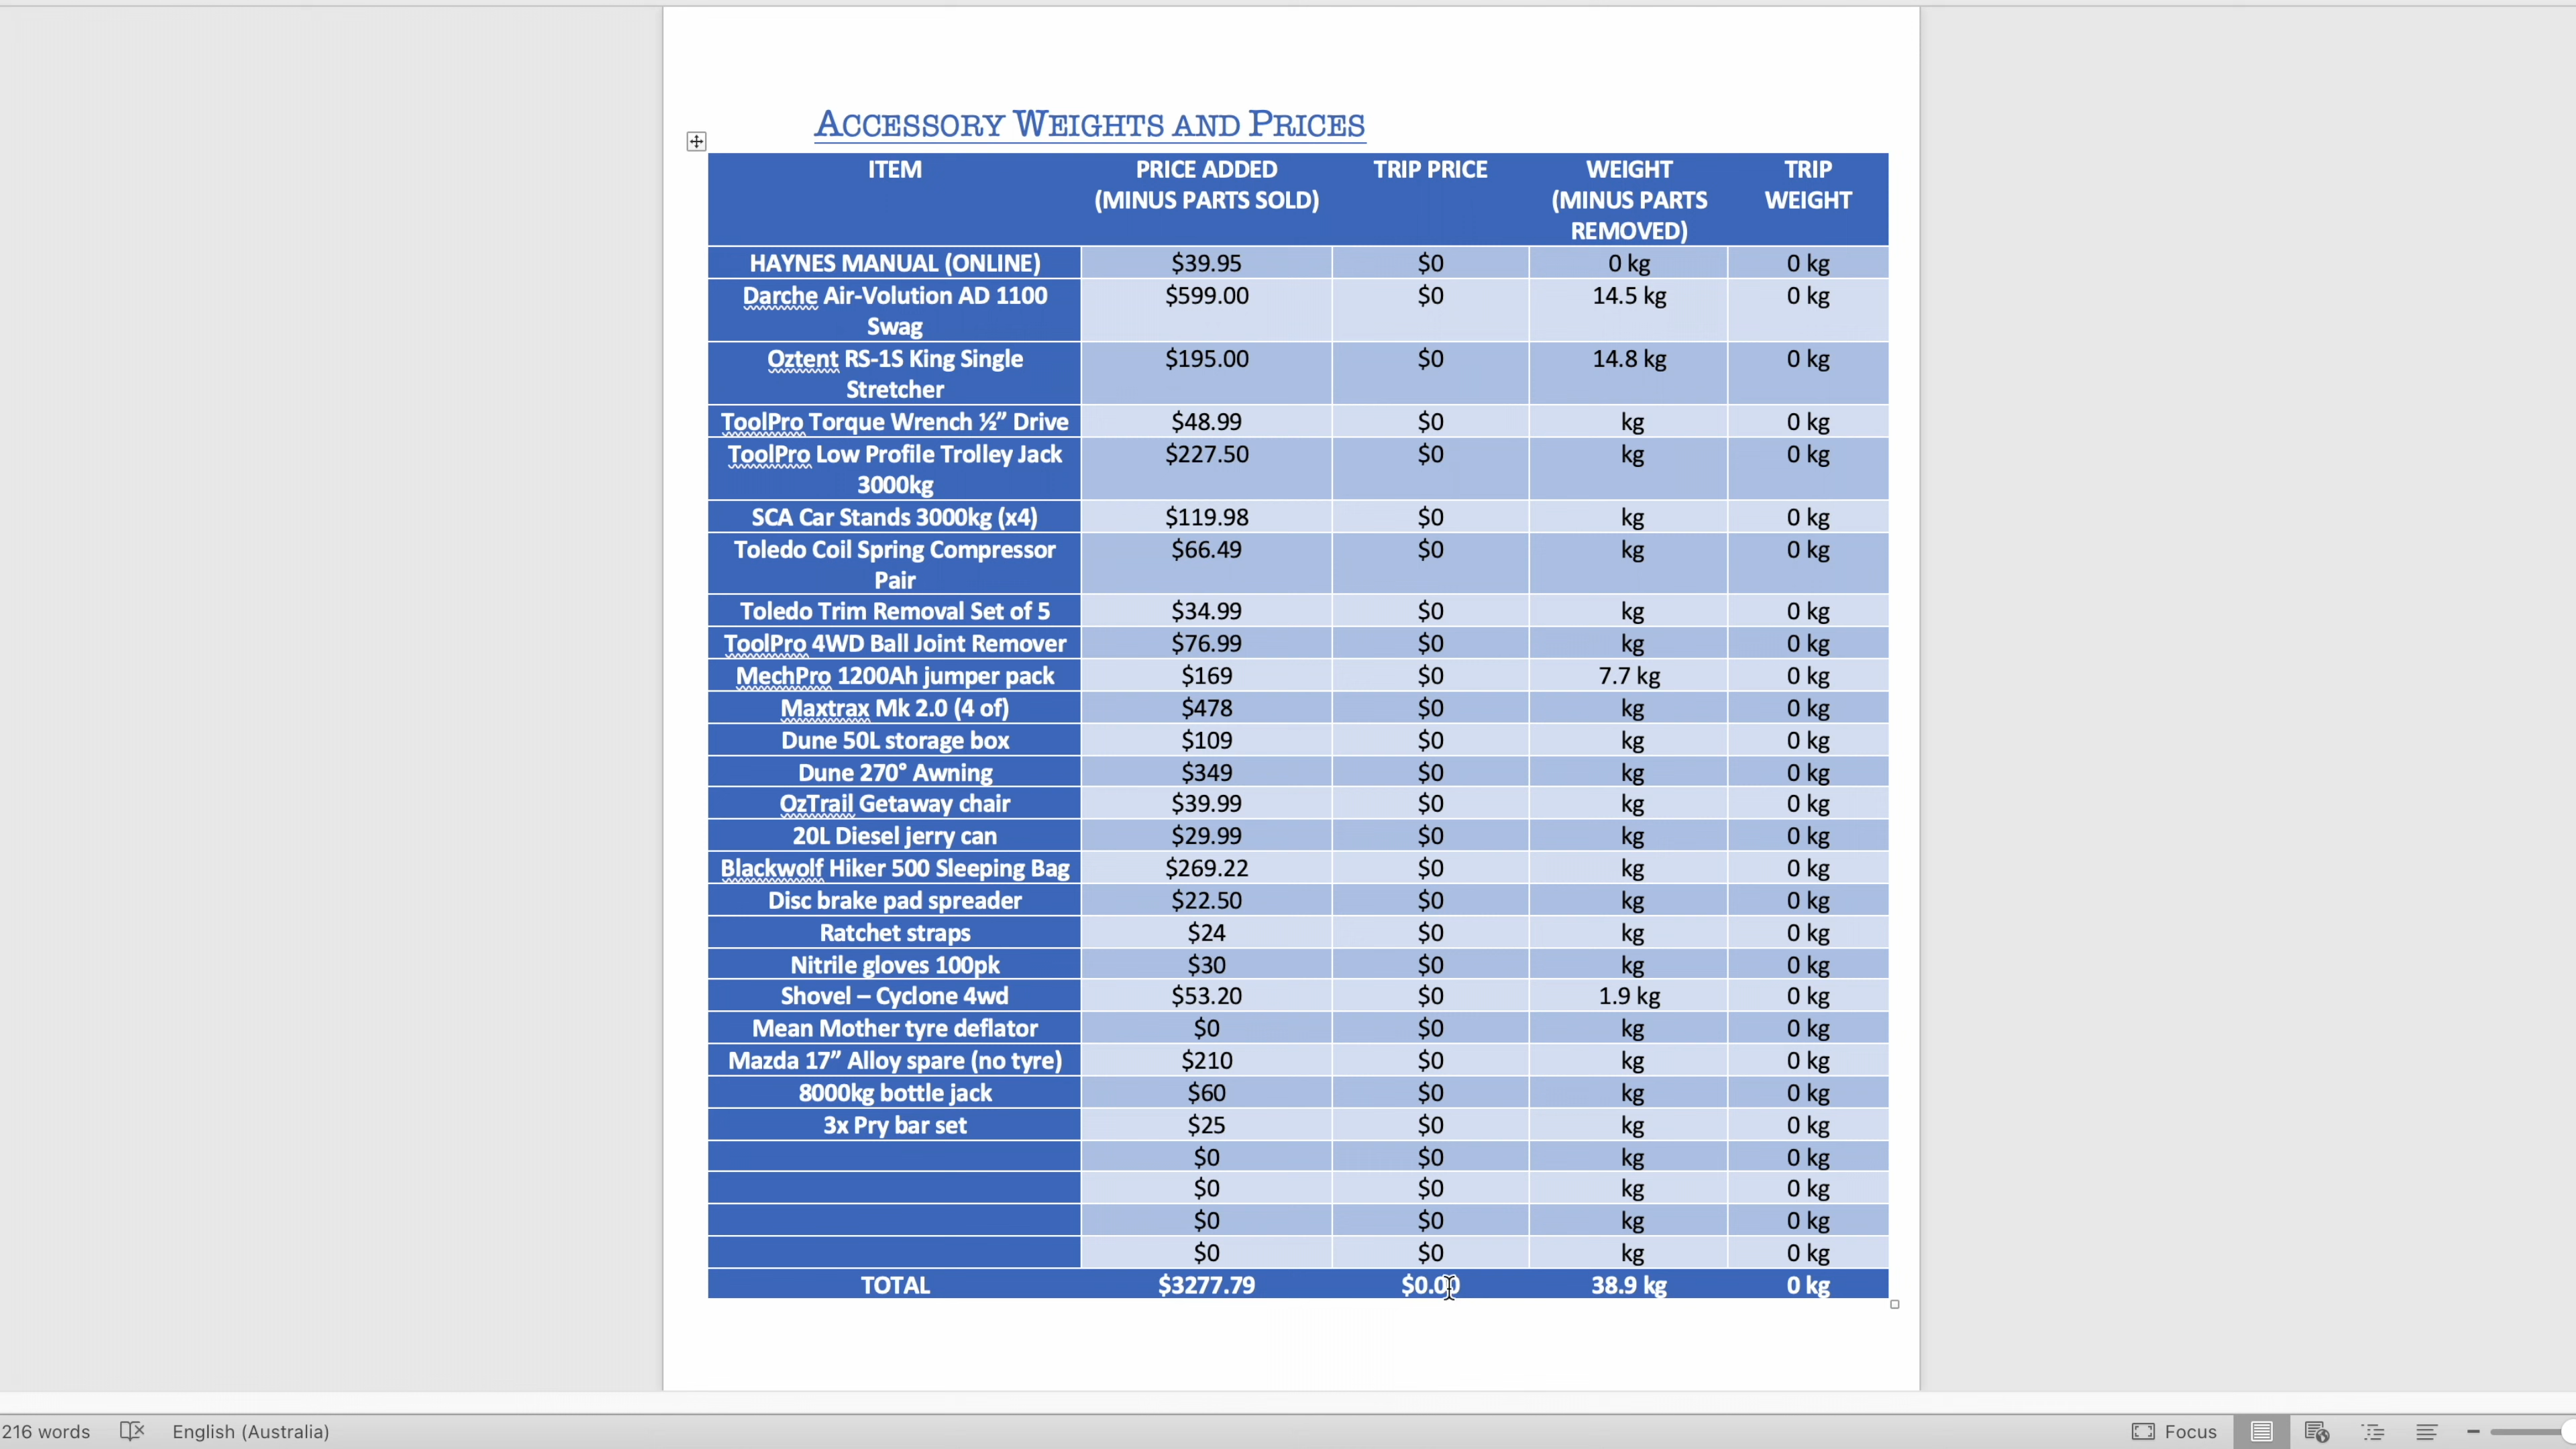 ACCESSORY WEIGHTS AND PRICES
ITEM PRICE ADDED TRIP PRICE WEIGHT TRIP
(MINUS PARTS SOLD) (MINUS PARTS WEIGHT
REMOVED)
HAYNES MANUAL (ONLINE) $39.95 $0 0 kg 0 kg
Darche Air-Volution AD 1100 $599.00 $0 14.5 kg 0 kg
Swag
Oztent RS-1S King Single $195.00 $0 14.8 kg 0 kg
Stretcher
ToolPro Torque Wrench ½” Drive $48.99 $0 kg 0 kg
ToolPro Low Profile Trolley Jack $227.50 $0 kg 0 kg
3000kg
SCA Car Stands 3000kg (x4) $119.98 $0 kg 0 kg
Toledo Coil Spring Compressor $66.49 $0 kg 0 kg
Pair
Toledo Trim Removal Set of 5 $34.99 $0 kg 0 kg
ToolPro 4WD Ball Joint Remover $76.99 $0 kg 0 kg
MechPro 1200Ah jumper pack $169 $0 7.7 kg 0 kg
Maxtrax Mk 2.0 (4 of) $478 $0 kg 0 kg
Dune 50L storage box $109 $0 kg 0 kg
Dune 270° Awning $349 $0 kg 0 kg
OzTrail Getaway chair $39.99 $0 kg 0 kg
20L Diesel jerry can $29.99 $0 kg 0 kg
Blackwolf Hiker 500 Sleeping Bag $269.22 $0 kg 0 kg
Disc brake pad spreader $22.50 $0 kg 0 kg
Ratchet straps $24 $0 kg 0 kg
Nitrile gloves 100pk $30 $0 kg 0 kg
Shovel – Cyclone 4wd $53.20 $0 1.9 kg 0 kg
Mean Mother tyre deflator $0 $0 kg 0 kg
Mazda 17” Alloy spare (no tyre) $210 $0 kg 0 kg
8000kg bottle jack $60 $0 kg 0 kg
3x Pry bar set $25 $0 kg 0 kg
$0 $0 kg 0 kg
$0 $0 kg 0 kg
$0 $0 kg 0 kg
$0 $0 kg 0 kg
TOTAL $3277.79 $0.00 38.9 kg 0 kg
216 words English (Australia) Focus